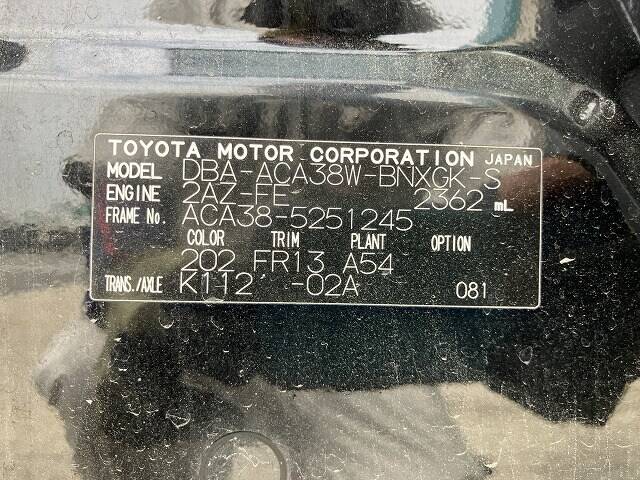 TOYOTA MOTOR CORPORATION JAPAN
MODEL DBA-ACA38W-BNXGK-S
ENGINE 2AZ-FE 2362 mL
FRAME No. ACA38-5251245
COLOR TRIM PLANT OPTION
202 FR13 A54
TRANS./AXLE K112 -02A 081